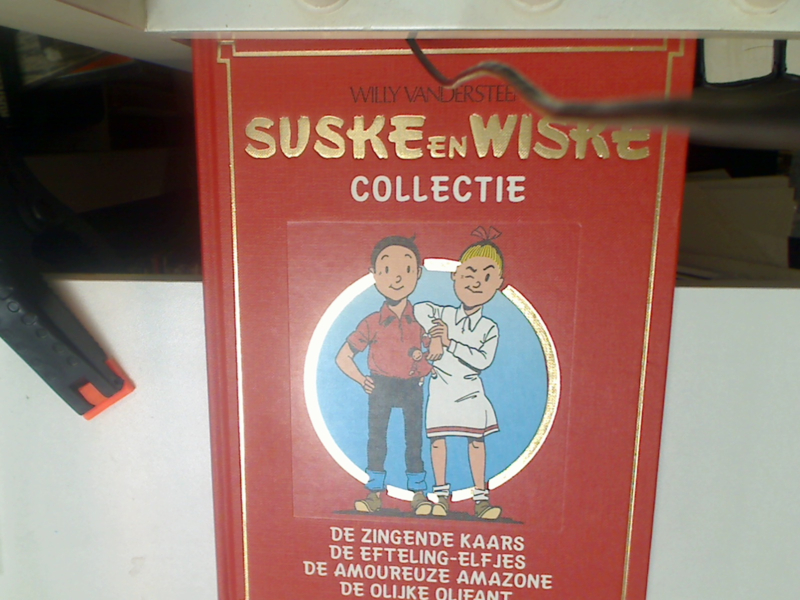 WILLY VANDERSTEE
SUSKE EN WISKE
COLLECTIE
DE ZINGENDE KAARS
DE EFTELING-ELFJES
DE AMOUREUZE AMAZONE
DE OLIJKE OLIFANT